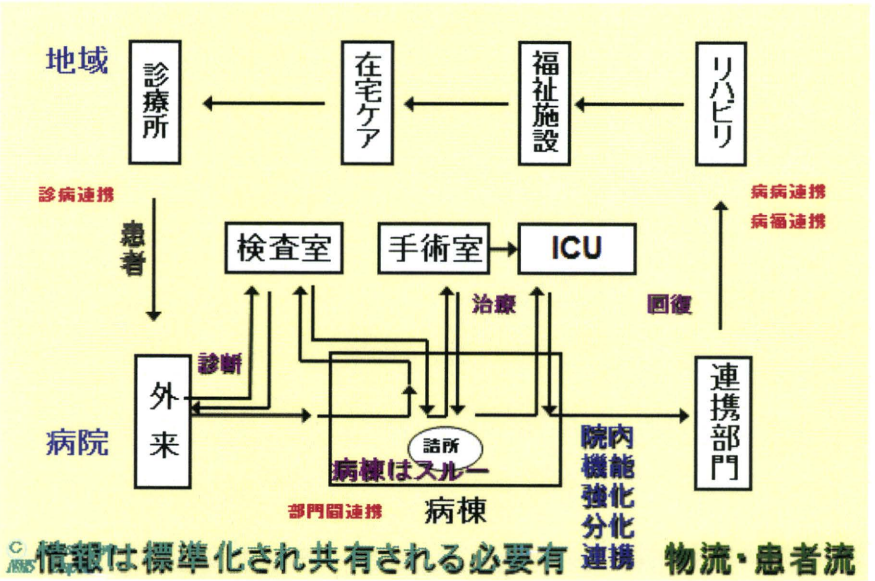 地域
診療所
在宅ケア
福祉施設
リハビリ
診病連携
病病連携
病福連携
患者
検査室
手術室
ICU
治療
回復
診断
外来
連携部門
病院
詰所
病棟はスルー
院内
機能
強化
分化
連携
部門間連携
病棟
情報は標準化され共有される必要有
物流・患者流